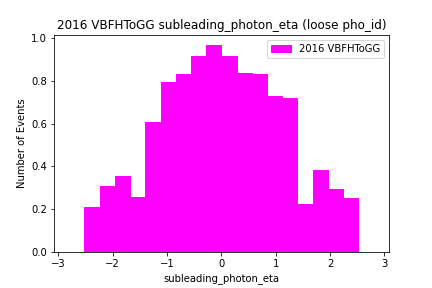 2016 VBFHToGG subleading_photon_eta (loose pho_id)
1.0
0.8
0.6
0.4
0.2
0.0
Number of Events
2016 VBFHToGG
−3 −2 −1 0 1 2 3
subleading_photon_eta